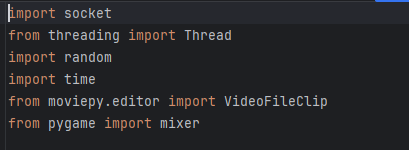 import socket
from threading import Thread
import random
import time
from moviepy.editor import VideoFileClip
from pygame import mixer